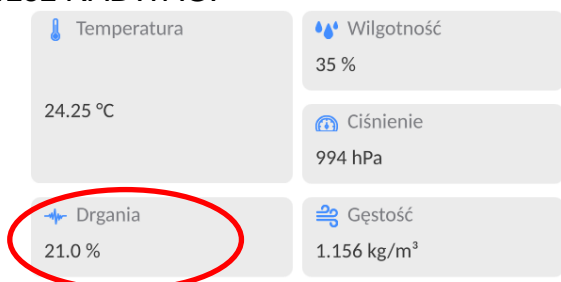 Temperatura
24.25 °C
Wilgotność
35 %
Ciśnienie
994 hPa
Drgania
21.0 %
Gęstość
1.156 kg/m³